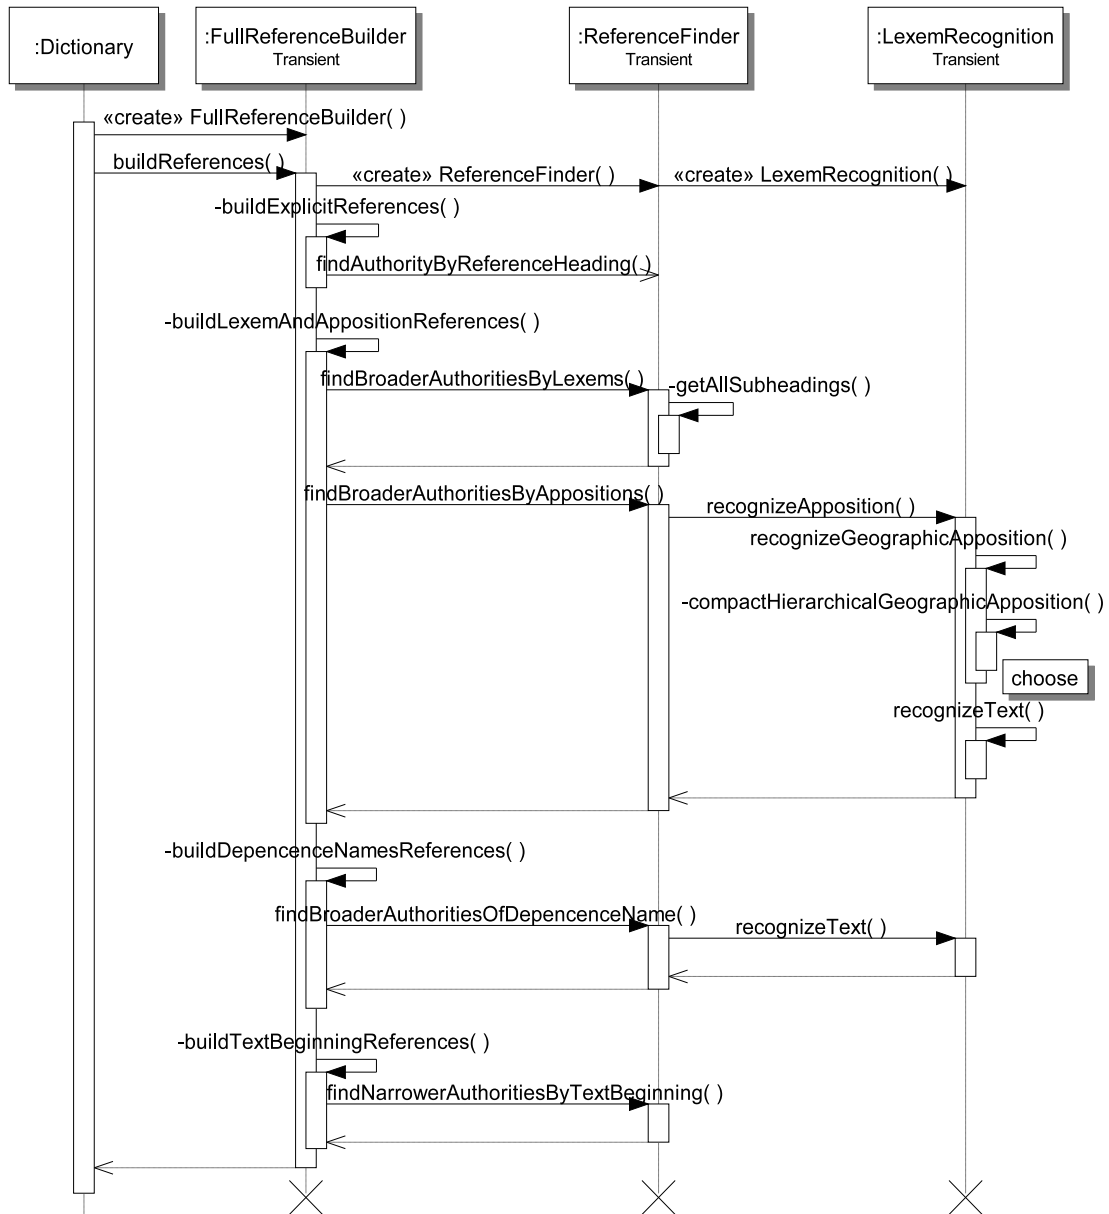 :Dictionary
:FullReferenceBuilder
Transient
:ReferenceFinder
Transient
:LexemRecognition
Transient
«create» FullReferenceBuilder( )
buildReferences( )
«create» ReferenceFinder( )
«create» LexemRecognition( )
-buildExplicitReferences( )
findAuthorityByReferenceHeading( )
-buildLexemAndAppositionReferences( )
findBroaderAuthoritiesByLexems( )
-getAllSubheadings( )
findBroaderAuthoritiesByAppositions( )
recognizeApposition( )
recognizeGeographicApposition( )
-compactHierarchicalGeographicApposition( )
choose
recognizeText( )
-buildDepencenceNamesReferences( )
findBroaderAuthoritiesOfDepencenceName( )
recognizeText( )
-buildTextBeginningReferences( )
findNarrowerAuthoritiesByTextBeginning( )